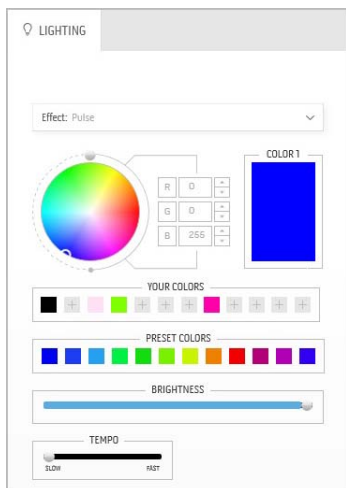 LIGHTING
Effect: Pulse
COLOR 1
R 0
G 0
B 255
YOUR COLORS
PRESET COLORS
BRIGHTNESS
TEMPO
SLOW FAST